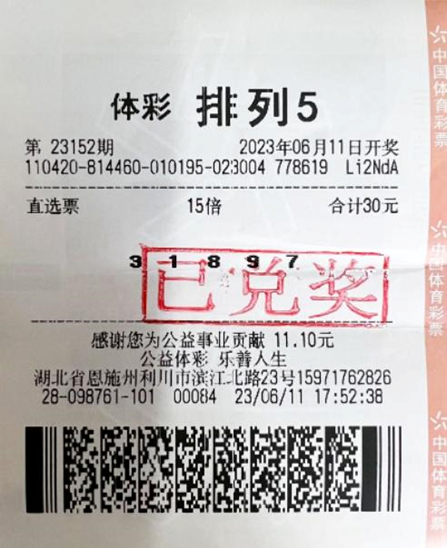 体彩 排列5
第 23152期 2023年06月11日开奖
110420-814460-010195-023004 778619 Li2NdA
直选票 15倍 合计30元
3 1 8 9 7
已兑奖
感谢您为公益事业贡献 11.10元
公益体彩 乐善人生
湖北省恩施州利川市滨江北路23号15971762826
28-098761-101 00084 23/06/11 17:52:38
中国体育彩票
中国体育彩票
中国体育彩票